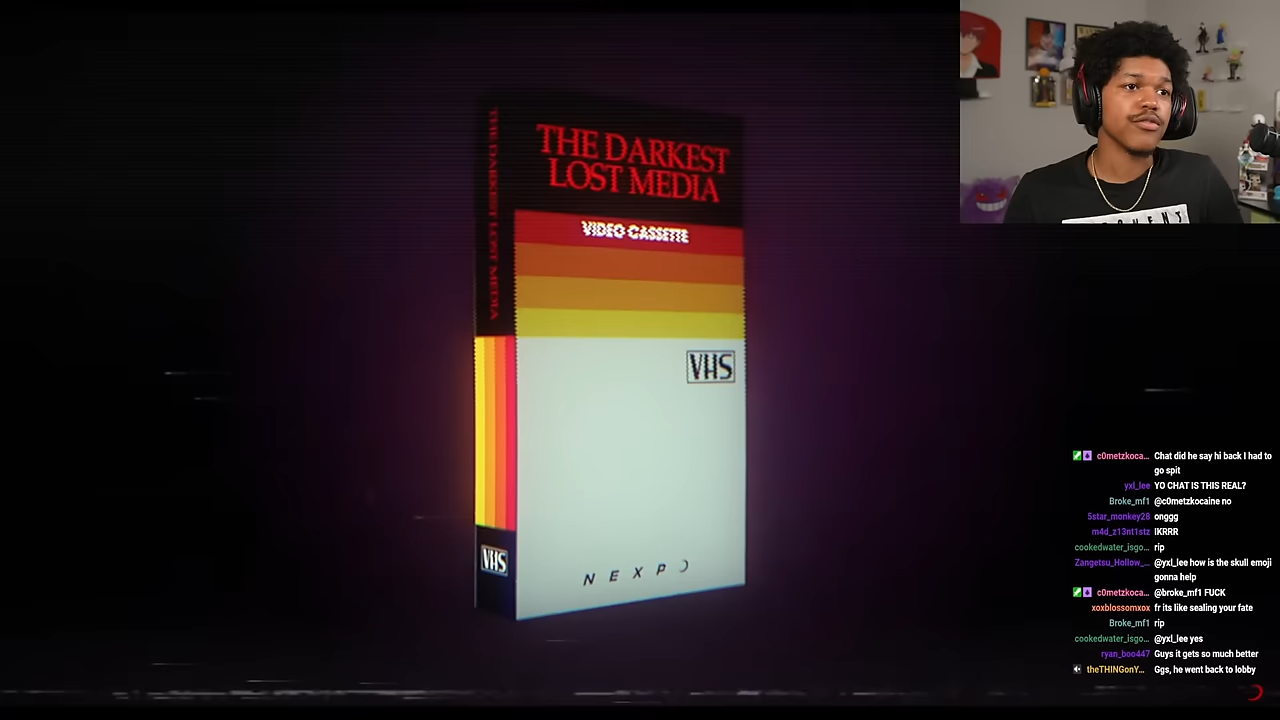 THE DARKEST
LOST MEDIA
THE DARKEST LOST MEDIA
VIDEO CASSETTE
VHS
VHS
NEXPO
c0metzkoca... Chat did he say hi back I had to
go spit
yxl_lee YO CHAT IS THIS REAL?
Broke_mf1 @c0metzkocaine no
5star_monkey28 onggg
m4d_z13nt1stz IKRRR
cookedwater_isgo... rip
Zangetsu_Hollow_... @yxl_lee how is the skull emoji
gonna help
c0metzkoca... @broke_mf1 FUCK
xoxblossomxox fr its like sealing your fate
Broke_mf1 rip
cookedwater_isgo... @yxl_lee yes
ryan_boo447 Guys it gets so much better
theTHINGonY... Ggs, he went back to lobby